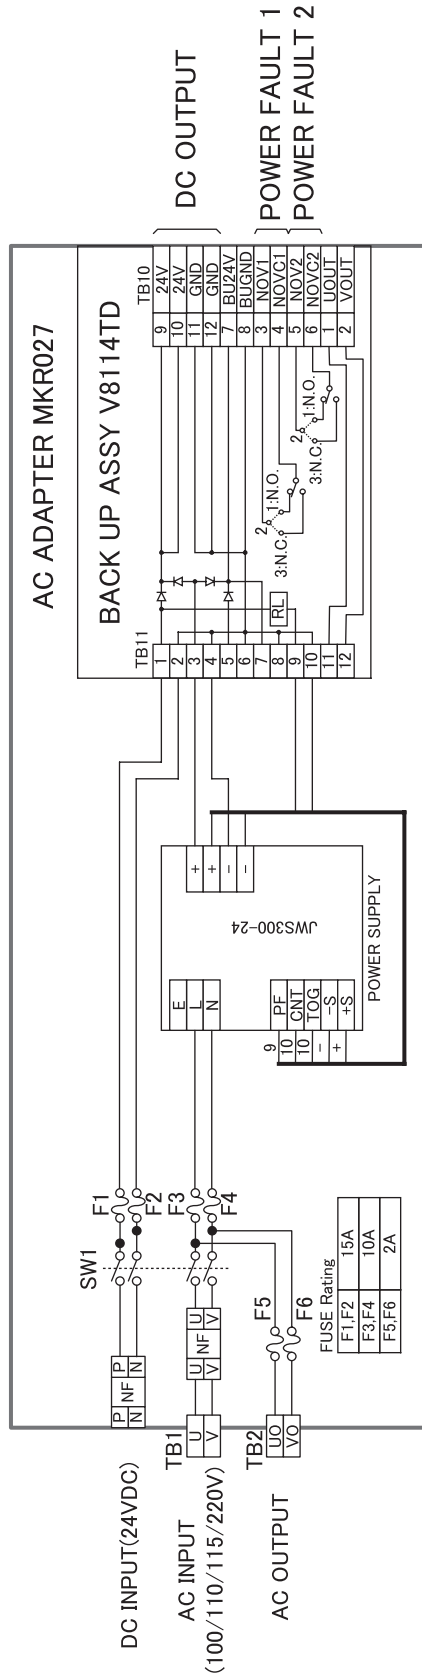 AC ADAPTER MKR027
BACK UP ASSY V8114TD
DC INPUT(24VDC)
P NF P
N N
SW1
F1
F2
AC INPUT
(100/110/115/220V)
TB1
U
V
U NF U
V V
F3
F4
AC OUTPUT
TB2
UO
VO
F5
F6
FUSE Rating
F1,F2 15A
F3,F4 10A
F5,F6 2A
E
L
N
9 PF
10 CNT
10 TOG
- -S
+ +S
JWS300-24
+
+
-
-
POWER SUPPLY
TB11
1
2
3
4
5
6
7
8
9
10
11
12
RL
2
1:N.O.
3:N.C.
2
1:N.O.
3:N.C.
TB10
9 24V
10 24V
11 GND
12 GND
7 BU24V
8 BUGND
3 NOV1
4 NOVC1
5 NOV2
6 NOVC2
1 UOUT
2 VOUT
DC OUTPUT
POWER FAULT 1
POWER FAULT 2